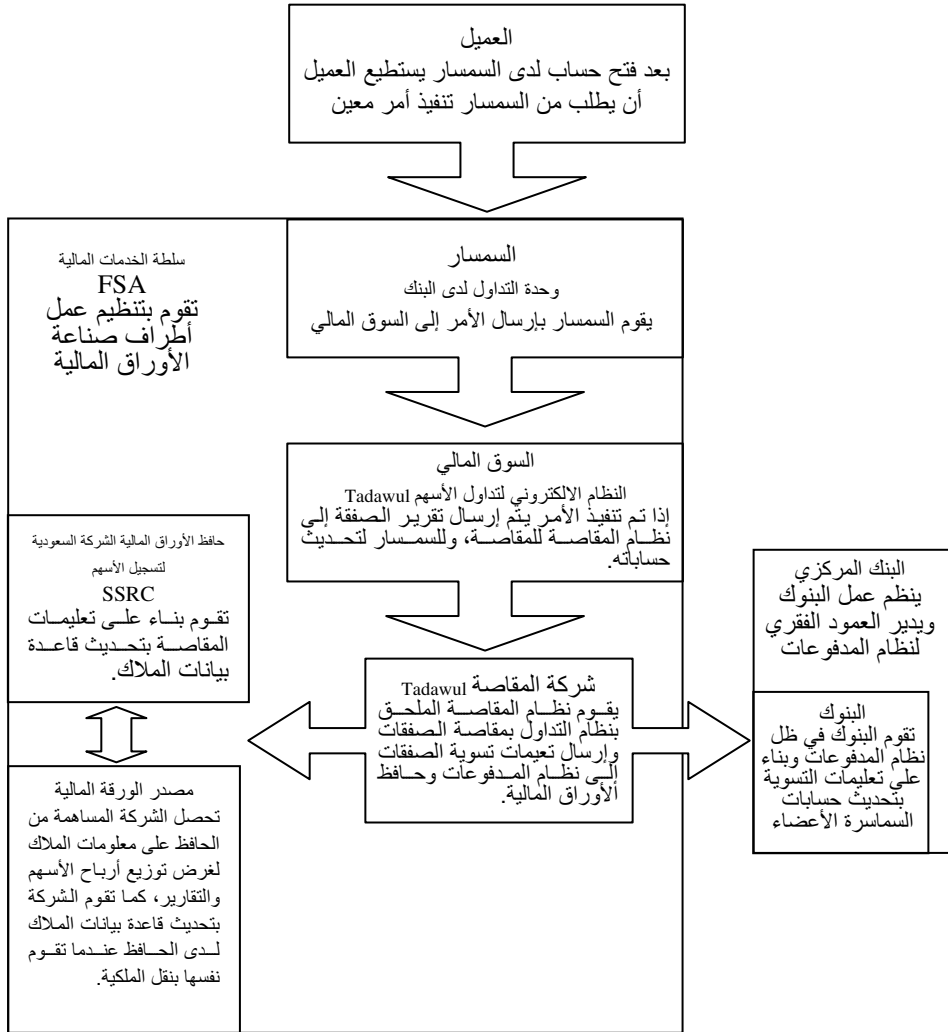 العميل
بعد فتح حساب لدى السمسار يستطيع العميل
أن يطلب من السمسار تنفيذ أمر معين
سلطة الخدمات المالية
FSA
تقوم بتنظيم عمل
أطراف صناعة
الأوراق المالية
السمسار
وحدة التداول لدى البنك
يقوم السمسار بإرسال الأمر إلى السوق المالي
السوق المالي
النظام الالكتروني لتداول الأسهم Tadawul
إذا تم تنفيذ الأمر يتم إرسال تقرير الصفقة إلى
نظام المقاصة للمقاصة، وللسمسار لتحديث
حساباته.
حافظ الأوراق المالية الشركة السعودية
لتسجيل الأسهم
SSRC
تقوم بناء على تعليمات
المقاصة بتحديث قاعدة
بيانات الملاك.
البنك المركزي
ينظم عمل البنوك
ويدير العمود الفقري
لنظام المدفوعات
شركة المقاصة Tadawul
يقوم نظام المقاصة الملحق
بنظام التداول بمقاصة الصفقات
وإرسال تعيمات تسوية الصفقات
إلى نظام المدفوعات وحافظ
الأوراق المالية.
البنوك
تقوم البنوك في ظل
نظام المدفوعات وبناء
على تعليمات التسوية
بتحديث حسابات
السماسرة الأعضاء
مصدر الورقة المالية
تحصل الشركة المساهمة من
الحافظ على معلومات الملاك
لغرض توزيع أرباح الأسهم
والتقارير، كما تقوم الشركة
بتحديث قاعدة بيانات الملاك
لدى الحافظ عندما تقوم
نفسها بنقل الملكية.